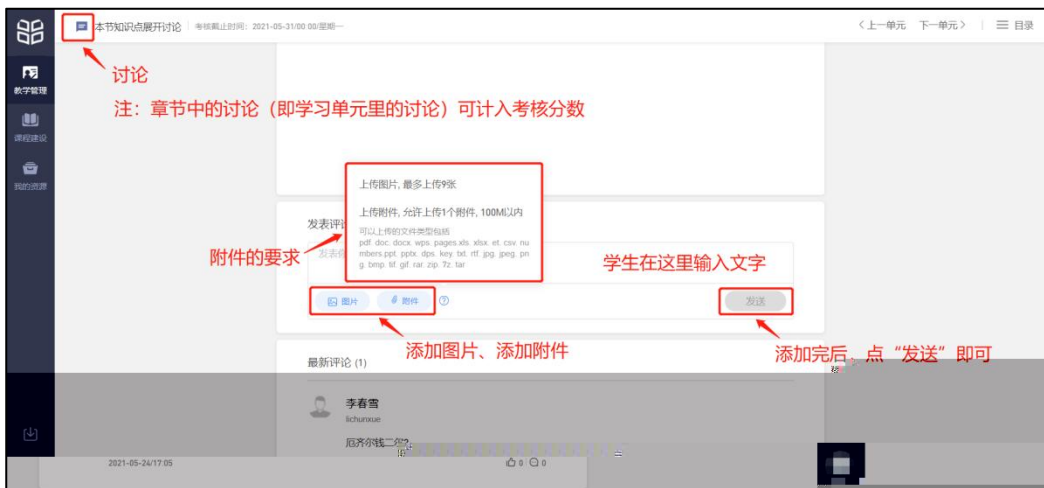 本节知识点展开讨论 考核截止时间：2021-05-31/00:00/星期一
〈上一单元 下一单元〉 目录
教学管理
课程建设
我的资源
讨论
注：章节中的讨论（即学习单元里的讨论）可计入考核分数
上传图片, 最多上传9张
上传附件, 允许上传1个附件, 100M以内
可以上传的文件类型包括
pdf. doc. docx. wps. pages.xls. xlsx. et. csv. nu
mbers.ppt. pptx. dps. key. txt. rtf .jpg. jpeg. pn
g. bmp. tif. gif. rar. zip. 7z. tar
发表评
附件的要求
学生在这里输入文字
图片 附件
发送
添加图片、添加附件
添加完后、点“发送”即可
最新评论 (1)
李春雪
lichunxue
2021-05-24/17:05
0 0